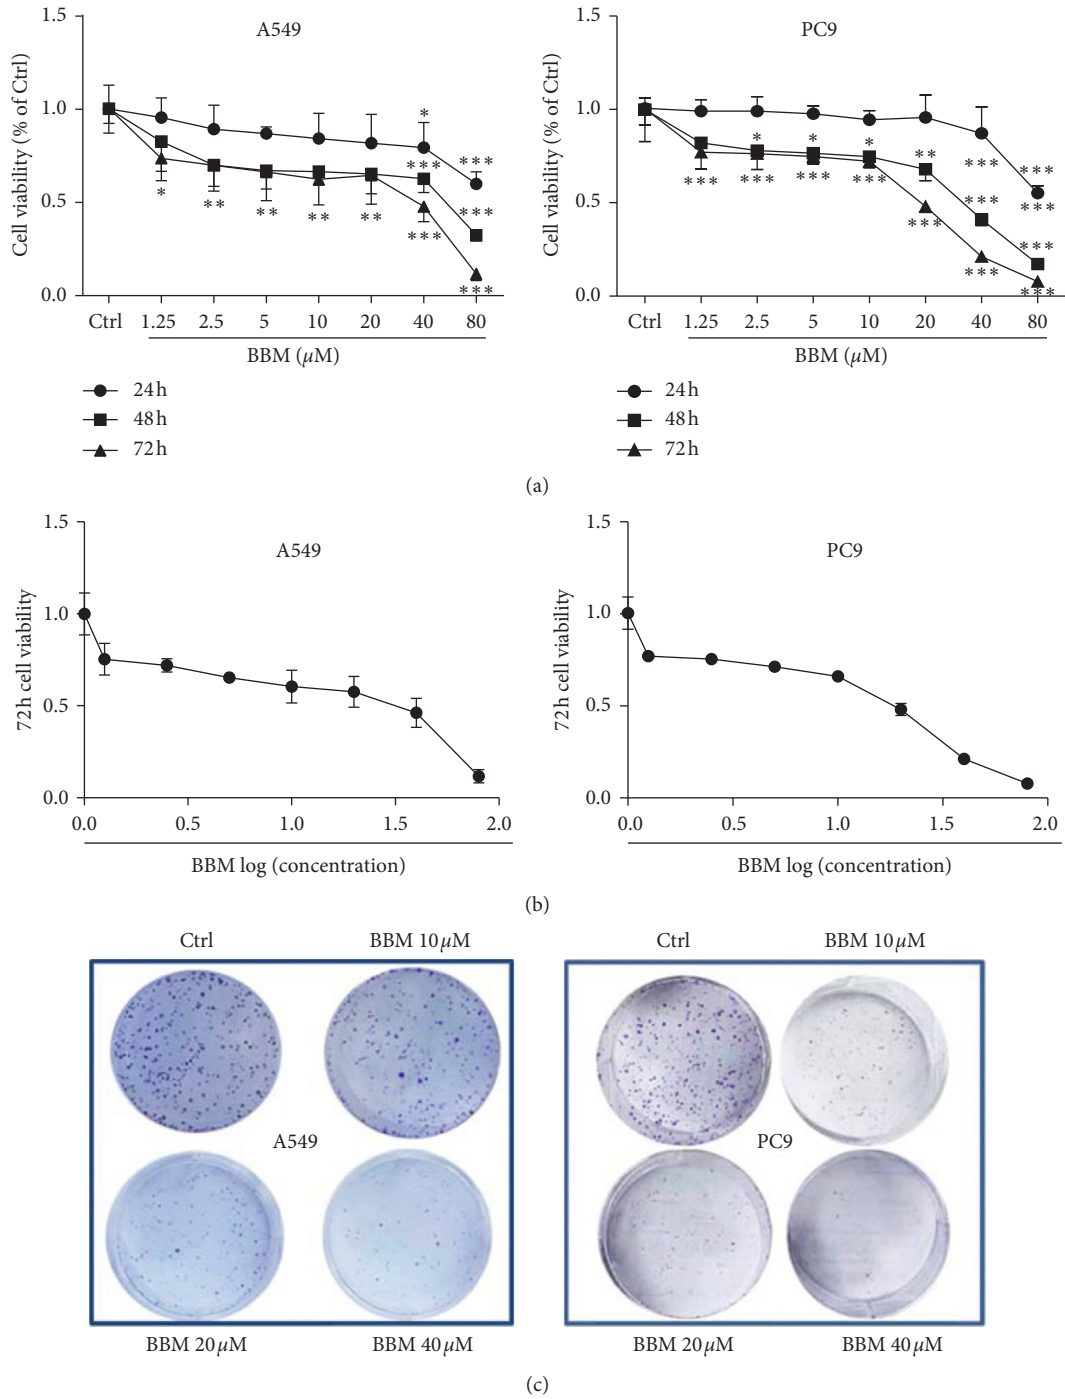 A549
Cell viability (% of Ctrl)
1.5
1.0
0.5
0.0
*
***
***
*
**
**
**
**
***
***
***
Ctrl 1.25 2.5 5 10 20 40 80
BBM (μM)
24h
48h
72h
PC9
Cell viability (% of Ctrl)
1.5
1.0
0.5
0.0
*
*
*
**
***
***
***
***
***
***
***
***
***
***
***
***
Ctrl 1.25 2.5 5 10 20 40 80
BBM (μM)
24h
48h
72h
(a)
A549
72h cell viability
1.5
1.0
0.5
0.0
0.0 0.5 1.0 1.5 2.0
BBM log (concentration)
PC9
72h cell viability
1.5
1.0
0.5
0.0
0.0 0.5 1.0 1.5 2.0
BBM log (concentration)
(b)
Ctrl BBM 10μM
A549
BBM 20μM BBM 40μM
Ctrl BBM 10μM
PC9
BBM 20μM BBM 40μM
(c)